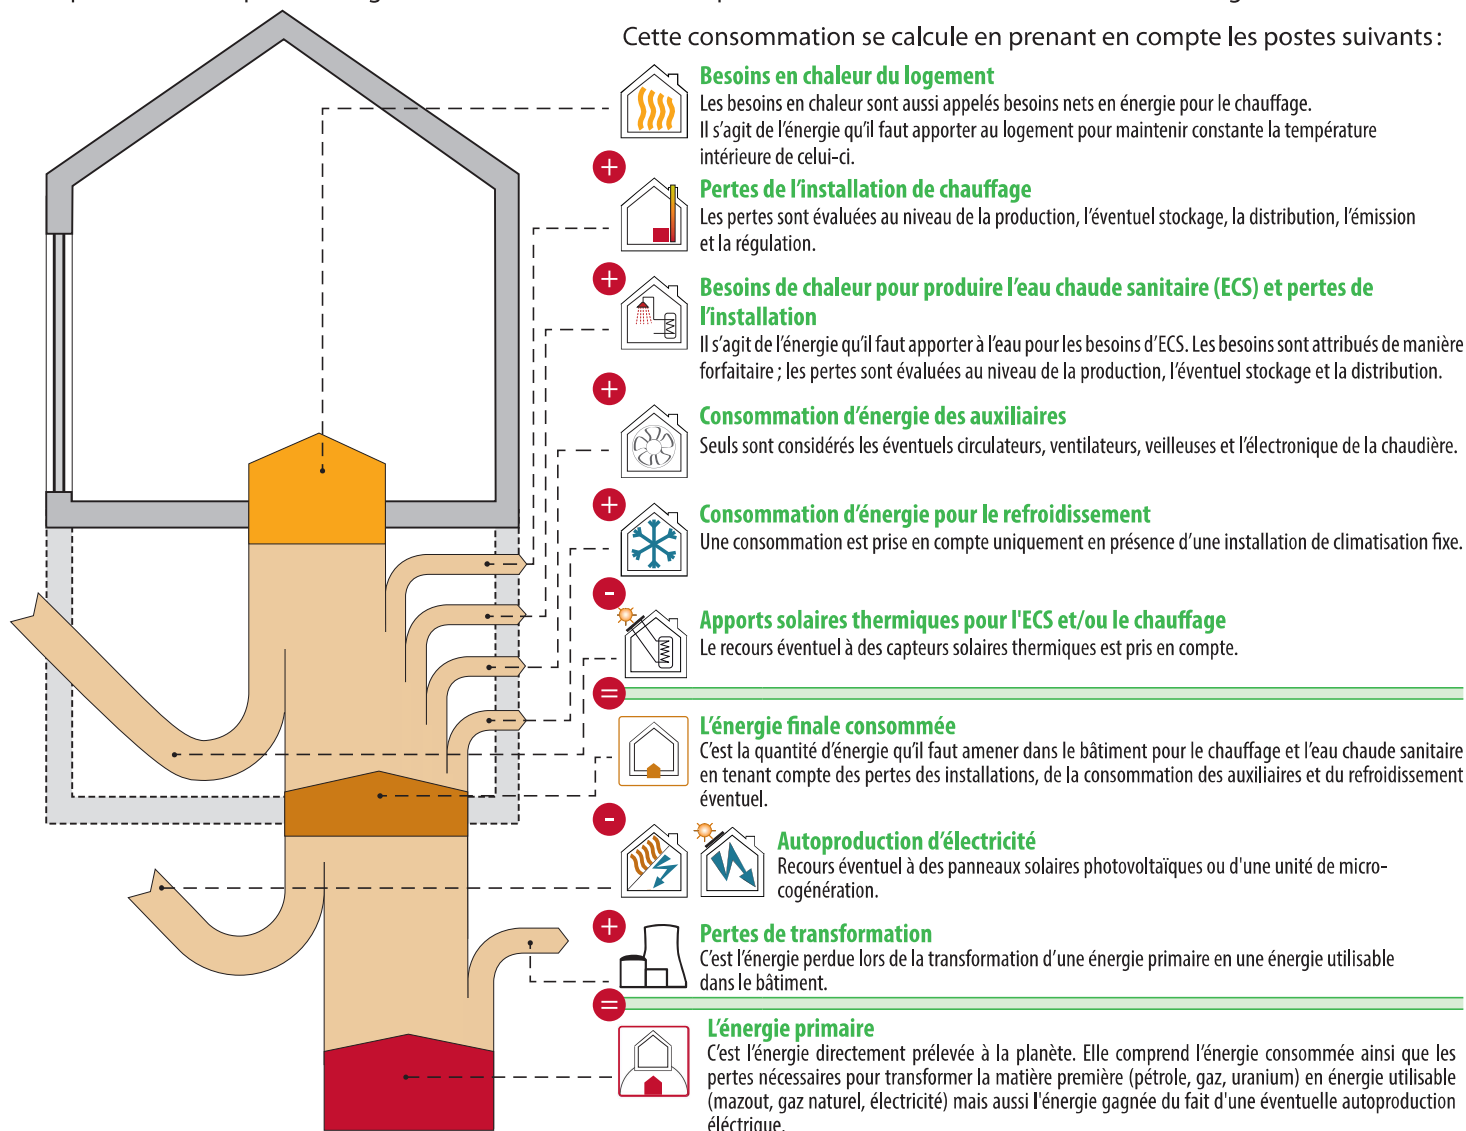 Cette consommation se calcule en prenant en compte les postes suivants :
Besoins en chaleur du logement
Les besoins en chaleur sont aussi appelés besoins nets en énergie pour le chauffage.
Il s'agit de l'énergie qu'il faut apporter au logement pour maintenir constante la température
intérieure de celui-ci.
+
Pertes de l'installation de chauffage
Les pertes sont évaluées au niveau de la production, l'éventuel stockage, la distribution, l'émission
et la régulation.
+
Besoins de chaleur pour produire l'eau chaude sanitaire (ECS) et pertes de
l'installation
Il s'agit de l'énergie qu'il faut apporter à l'eau pour les besoins d'ECS. Les besoins sont attribués de manière
forfaitaire ; les pertes sont évaluées au niveau de la production, l'éventuel stockage et la distribution.
+
Consommation d'énergie des auxiliaires
Seuls sont considérés les éventuels circulateurs, ventilateurs, veilleuses et l'électronique de la chaudière.
+
Consommation d'énergie pour le refroidissement
Une consommation est prise en compte uniquement en présence d'une installation de climatisation fixe.
-
Apports solaires thermiques pour l'ECS et/ou le chauffage
Le recours éventuel à des capteurs solaires thermiques est pris en compte.
=
L'énergie finale consommée
C'est la quantité d'énergie qu'il faut amener dans le bâtiment pour le chauffage et l'eau chaude sanitaire
en tenant compte des pertes des installations, de la consommation des auxiliaires et du refroidissement
éventuel.
-
Autoproduction d'électricité
Recours éventuel à des panneaux solaires photovoltaïques ou d'une unité de micro-
cogénération.
+
Pertes de transformation
C'est l'énergie perdue lors de la transformation d'une énergie primaire en une énergie utilisable
dans le bâtiment.
=
L'énergie primaire
C'est l'énergie directement prélevée à la planète. Elle comprend l'énergie consommée ainsi que les
pertes nécessaires pour transformer la matière première (pétrole, gaz, uranium) en énergie utilisable
(mazout, gaz naturel, électricité) mais aussi l'énergie gagnée du fait d'une éventuelle autoproduction
éléctrique.